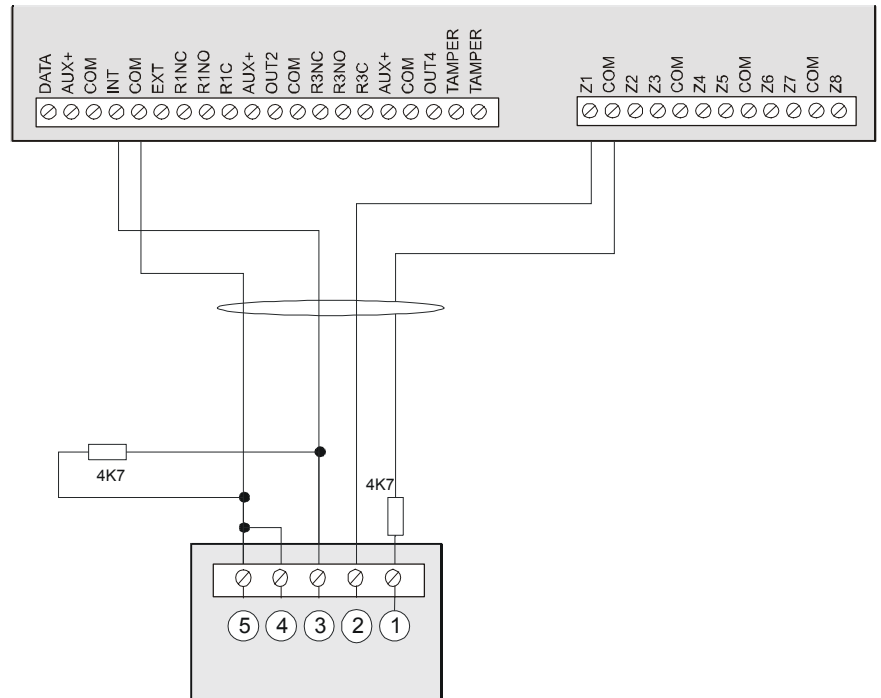 DATA AUX+ COM INT COM EXT R1NC R1NO R1C AUX+ OUT2 COM R3NC R3NO R3C AUX+ COM OUT4 TAMPER TAMPER
Z1 COM Z2 Z3 COM Z4 Z5 COM Z6 Z7 COM Z8
4K7
4K7
5 4 3 2 1